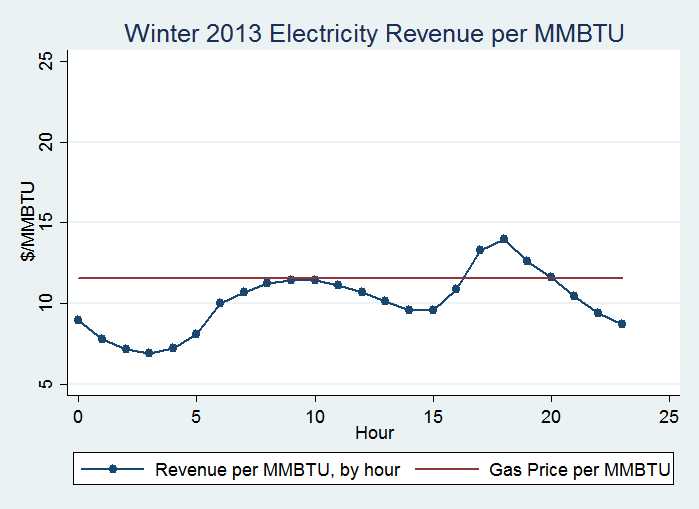 Winter 2013 Electricity Revenue per MMBTU
25
20
15
10
5
$/MMBTU
0 5 10 15 20 25
Hour
Revenue per MMBTU, by hour Gas Price per MMBTU